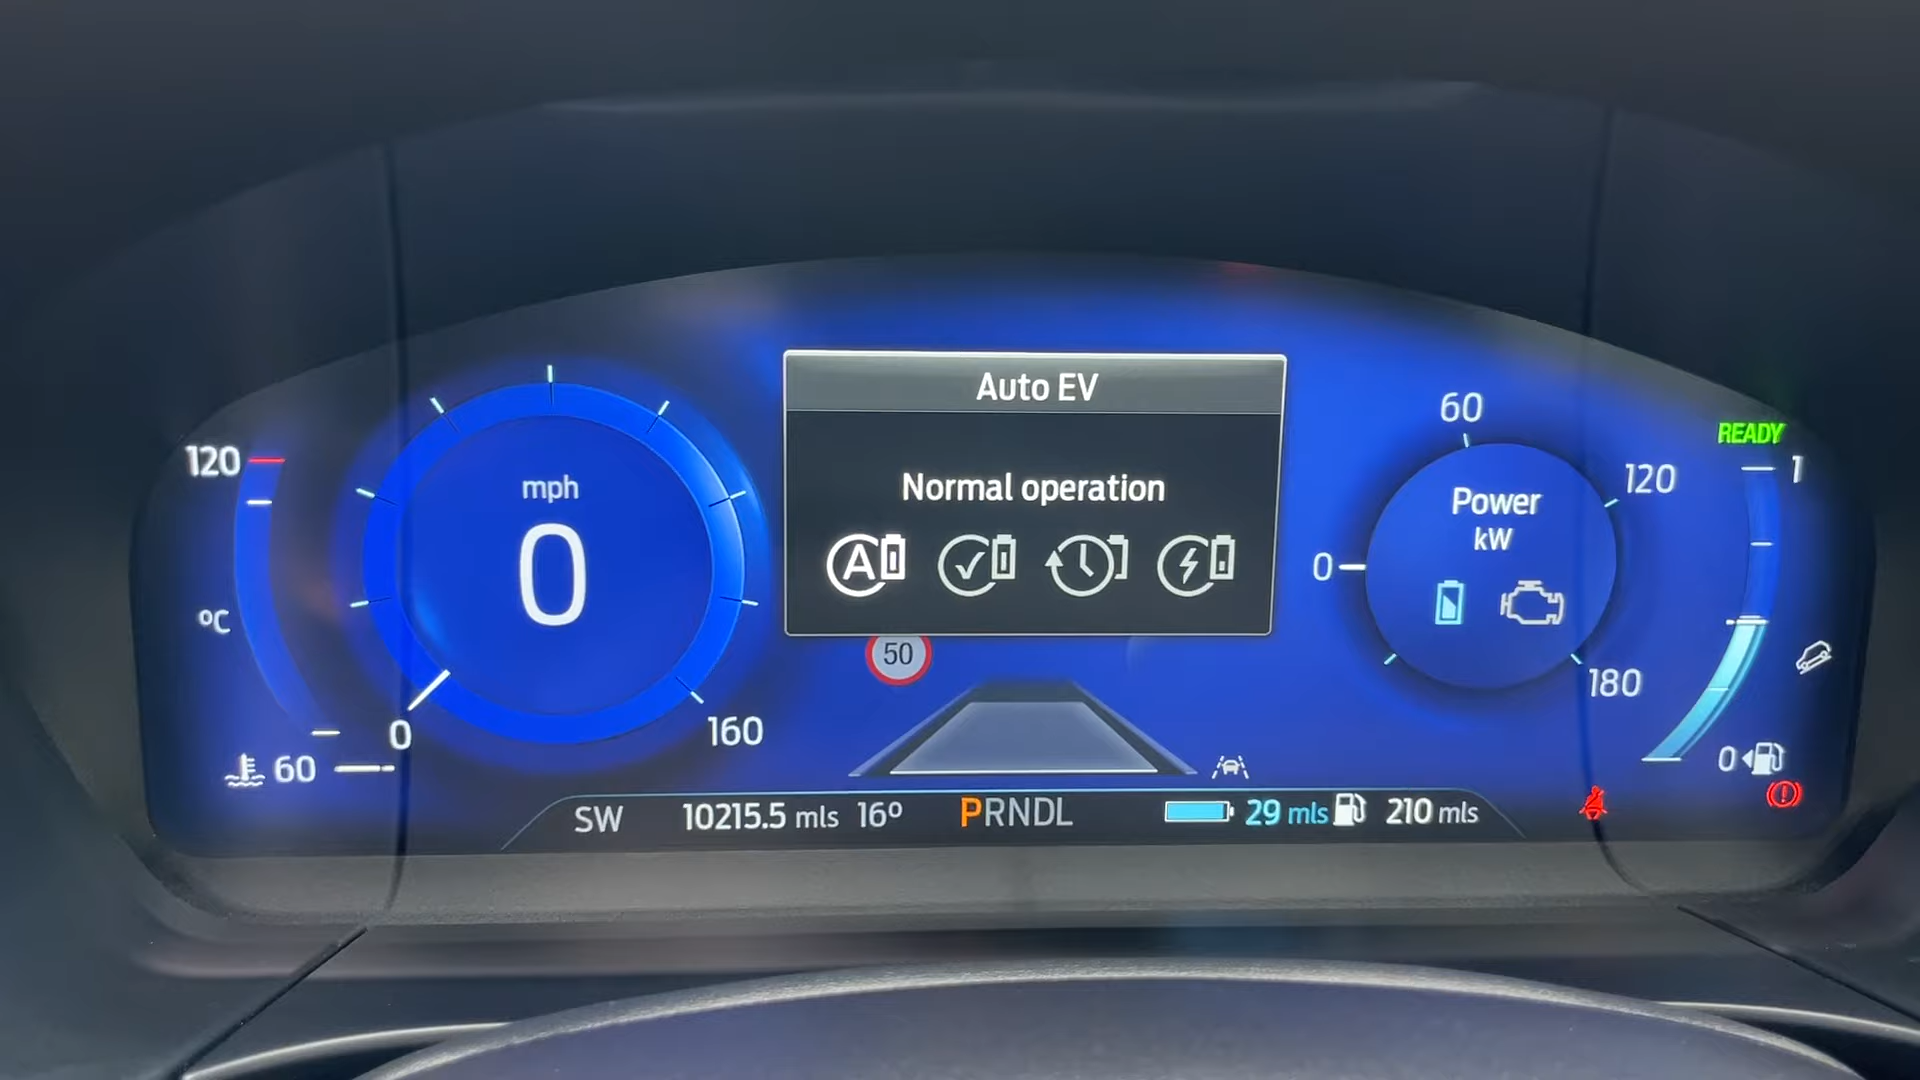 Auto EV
Normal operation
A
120
°C
60
mph
0
0
160
50
60
120
0
Power
kW
180
READY
1
0
SW 10215.5 mls 16° PRNDL 29 mls 210 mls